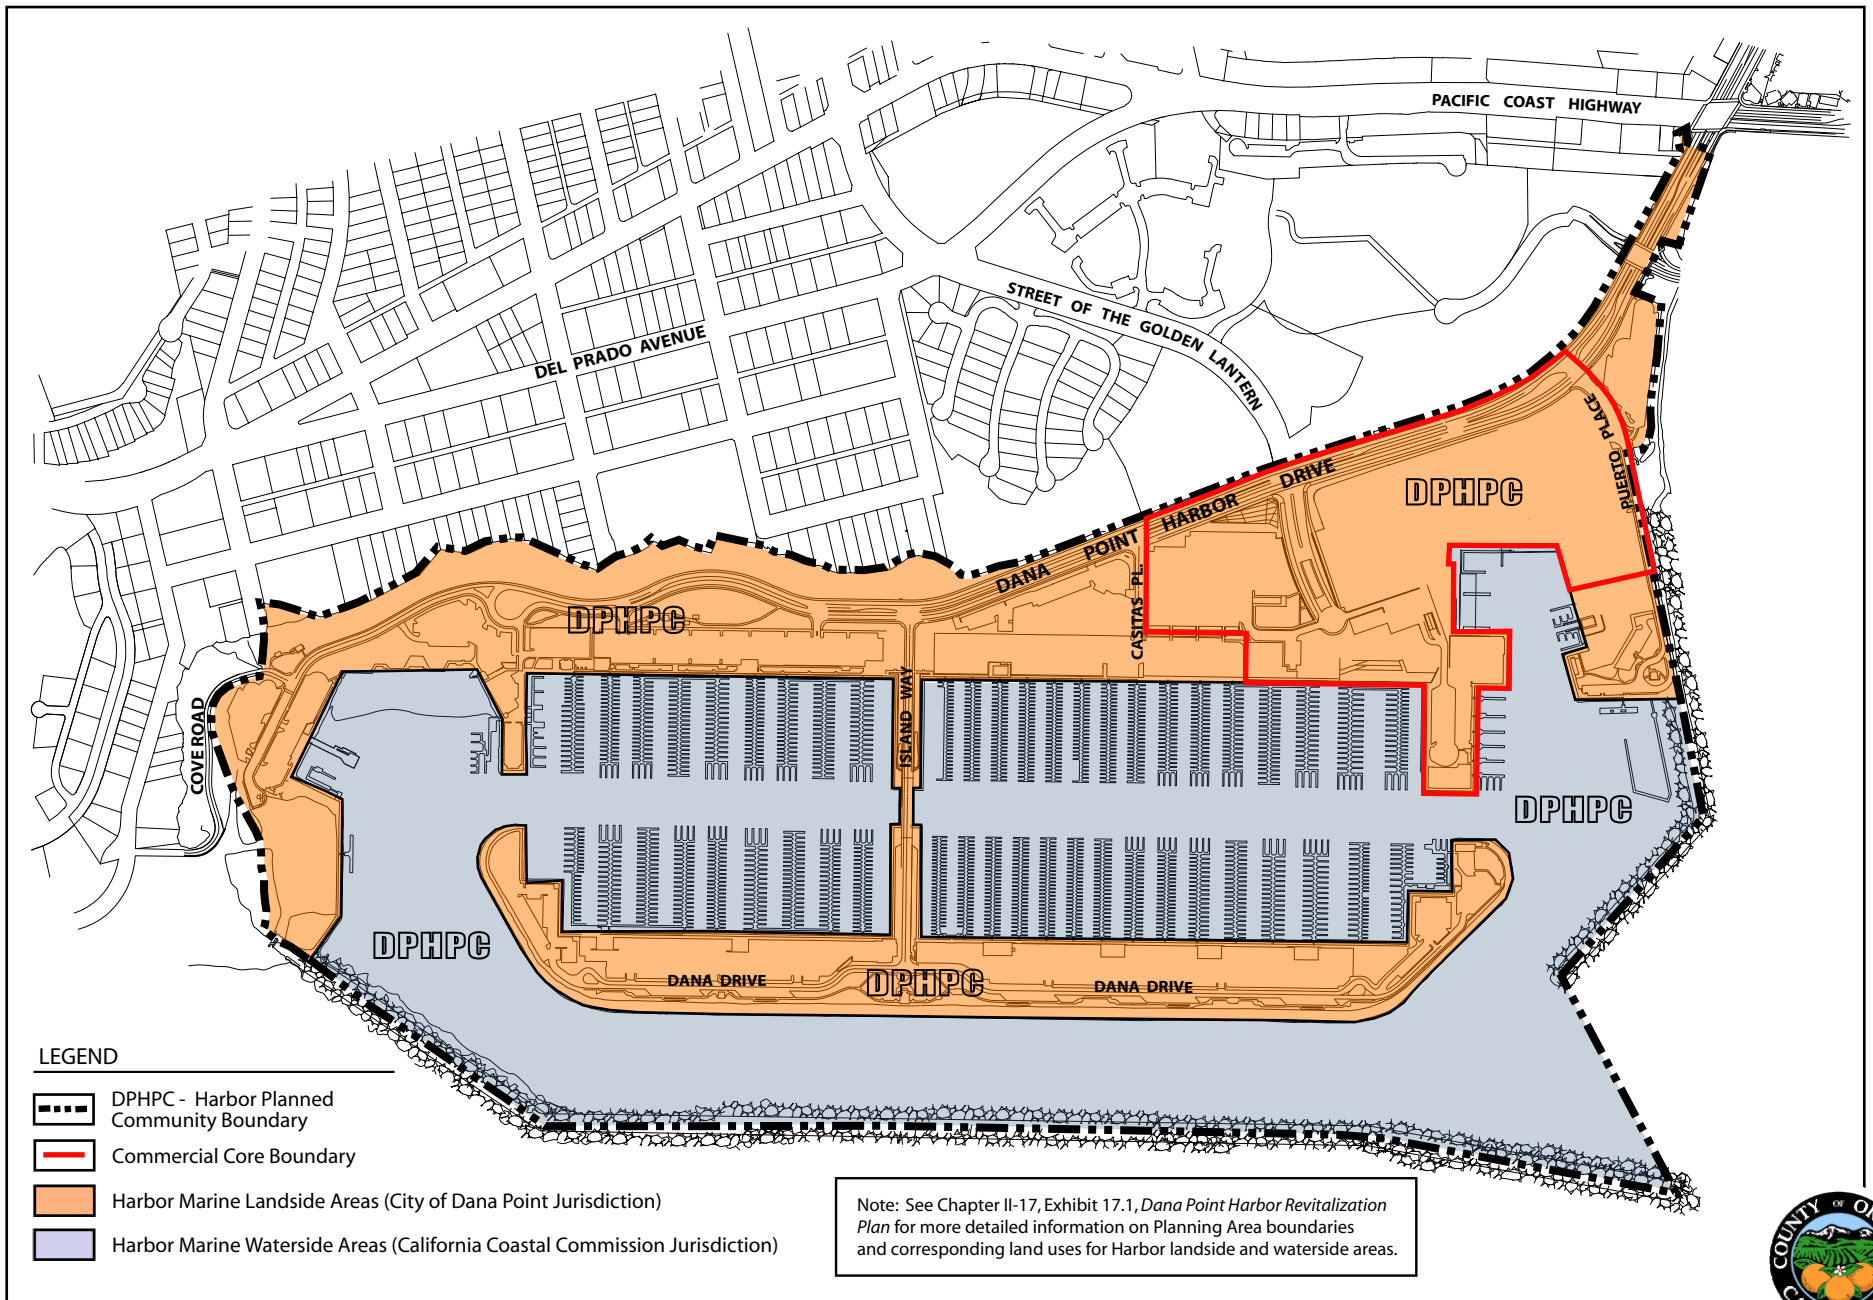 PACIFIC COAST HIGHWAY
STREET OF THE GOLDEN LANTERN
DEL PRADO AVENUE
PUERTO PLACE
DPHPC
DANA POINT HARBOR DRIVE
CASITAS PL.
DPHPC
ISLAND WAY
COVE ROAD
DPHPC
DPHPC
DPHPC
DANA DRIVE
DANA DRIVE
LEGEND
DPHPC - Harbor Planned
Community Boundary
Commercial Core Boundary
Harbor Marine Landside Areas (City of Dana Point Jurisdiction)
Harbor Marine Waterside Areas (California Coastal Commission Jurisdiction)
Note: See Chapter II-17, Exhibit 17.1, Dana Point Harbor Revitalization
Plan for more detailed information on Planning Area boundaries
and corresponding land uses for Harbor landside and waterside areas.
COUNTY OF